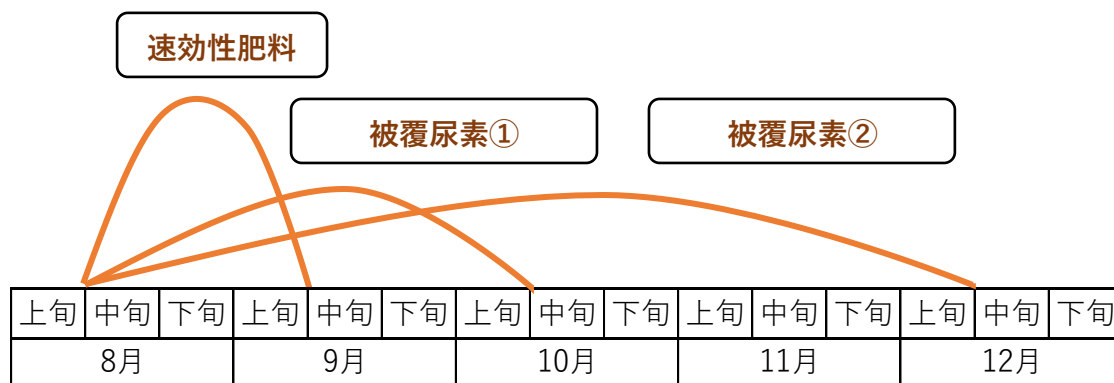 速効性肥料
被覆尿素①
被覆尿素②
上旬 中旬 下旬 上旬 中旬 下旬 上旬 中旬 下旬 上旬 中旬 下旬 上旬 中旬 下旬
8月 9月 10月 11月 12月